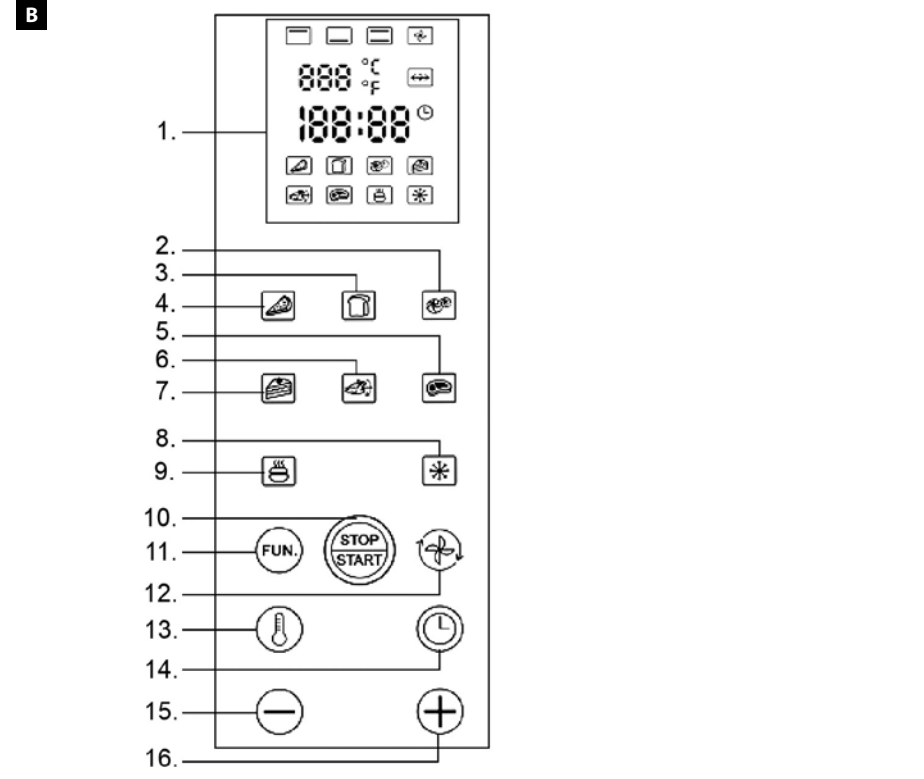 B
888 °C
°F
188:88
1.
2.
3.
4.
5.
6.
7.
8.
9.
10.
STOP
11. FUN.
START
12.
13.
14.
15.
16.